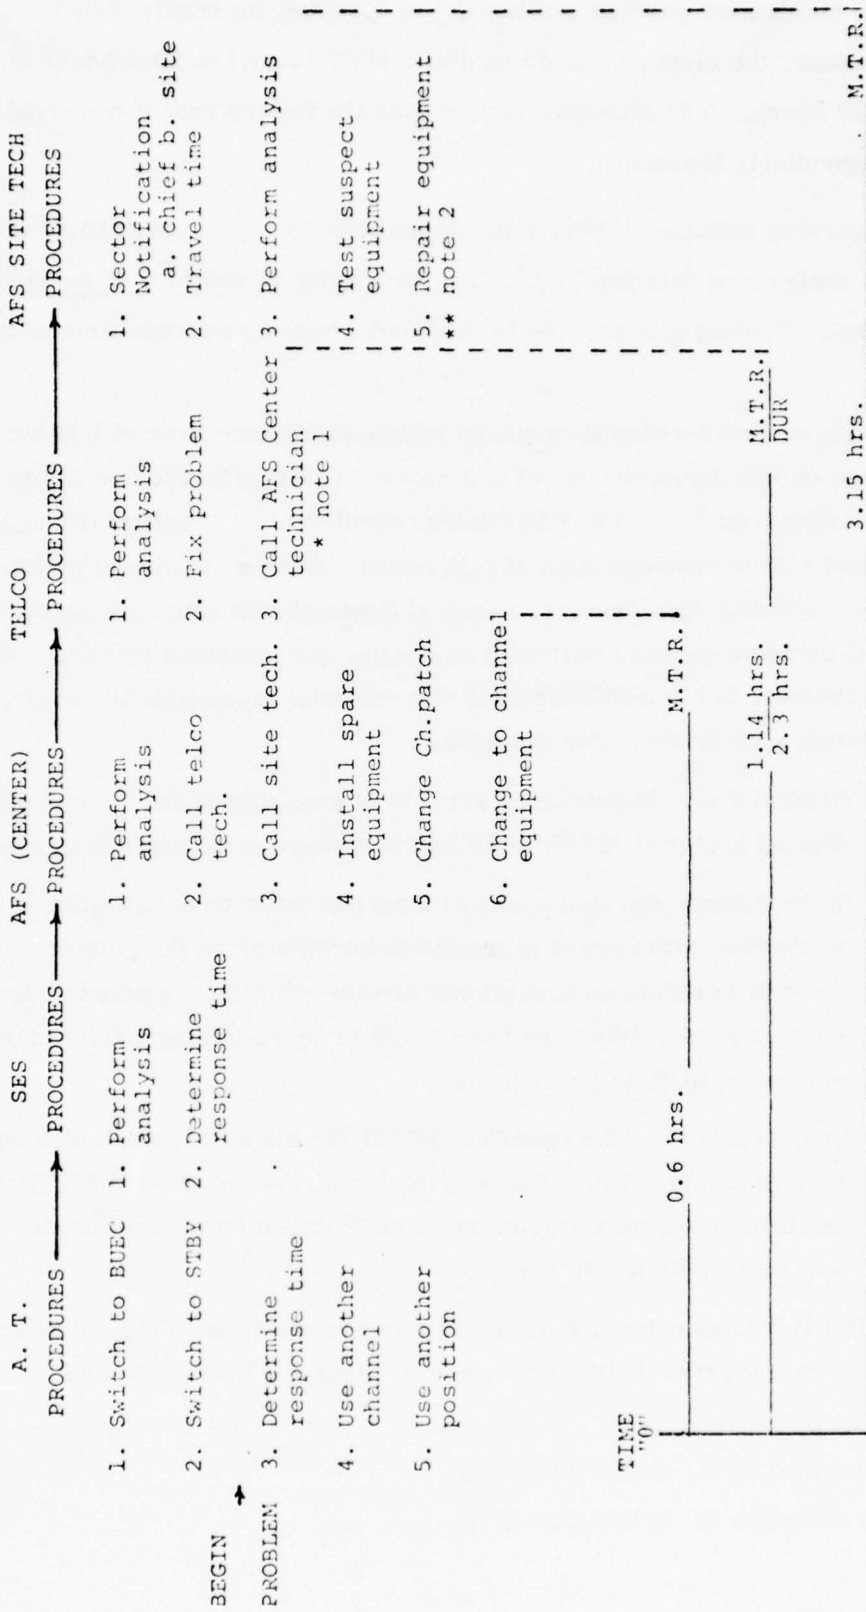 A. T.
PROCEDURES
1. Switch to BUEC
2. Switch to STBY
3. Determine
response time
4. Use another
channel
5. Use another
position
BEGIN
PROBLEM
SES
PROCEDURES
1. Perform
analysis
2. Determine
response time
AFS (CENTER)
PROCEDURES
1. Perform
analysis
2. Call telco
tech.
3. Call site tech.
4. Install spare
equipment
5. Change Ch.patch
6. Change to channel
equipment
TELCO
PROCEDURES
1. Perform
analysis
2. Fix problem
3. Call AFS Center
technician
* note 1
AFS SITE TECH
PROCEDURES
1. Sector
Notification
a. chief b. site
2. Travel time
3. Perform analysis
4. Test suspect
equipment
5. Repair equipment
** note 2
TIME
"0"
0.6 hrs. M.T.R.
1.14 hrs. M.T.R.
2.3 hrs. DUR
3.15 hrs. M.T.R.